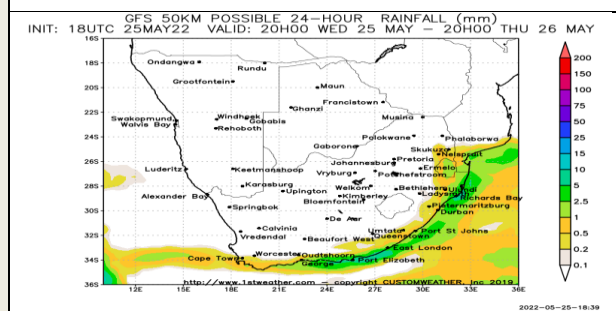 GFS 50KM POSSIBLE 24-HOUR RAINFALL (mm)
INIT: 18UTC 25MAY22 VALID: 20H00 WED 25 MAY - 20H00 THU 26 MAY
16S
18S
20S
22S
24S
26S
28S
30S
32S
34S
36S
Ondangwa
Rundu
Grootfontein
Maun
Francistown
Ghanzi
Swakopmund
Walvis Bay
Windhoek
Gobabis
Rehoboth
Musina
Polokwane
Phalaborwa
Gaborone
Skukuza
Nelspruit
Johannesburg
Pretoria
Luderitz
Keetmanshoop
Vryburg
Potchefstroom
Ermelo
Karasburg
Upington
Welkom
Bethlehem
Ulundi
Alexander Bay
Kimberley
Ladysmith
Richards Bay
Springbok
Bloemfontein
Pietermaritzburg
Durban
De Aar
Calvinia
Vredendal
Umtata
Port St Johns
Beaufort West
Queenstown
East London
Cape Town
Worcester
Oudtshoorn
George
Port Elizabeth
http://www.1stweather.com - copyright CUSTOMWEATHER, Inc 2019
12E
15E
18E
21E
24E
27E
30E
33E
36E
200
150
100
75
50
25
15
10
5
2.5
1
0.5
0.2
0.1
2022-05-25-18:39